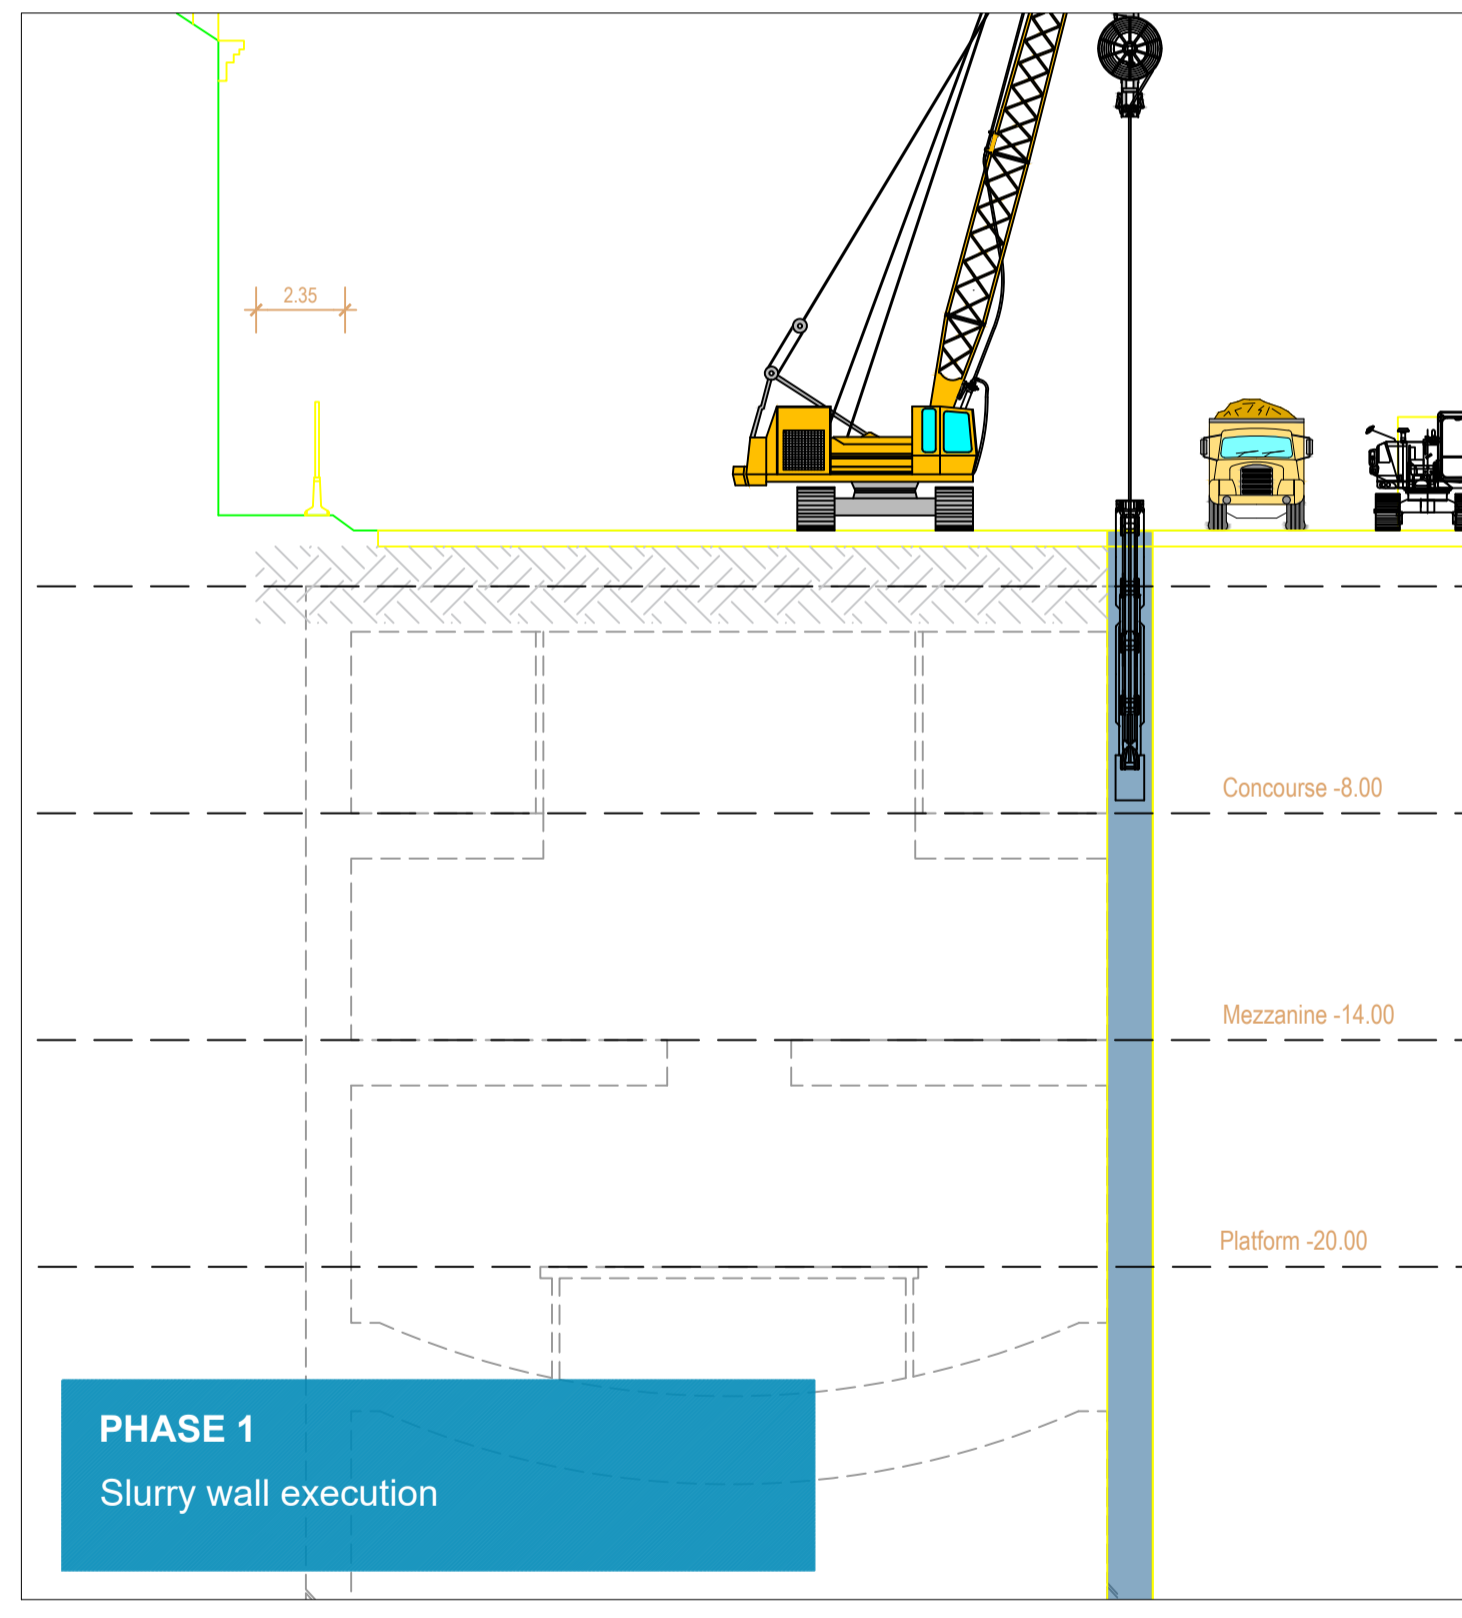 2.35
Concourse -8.00
Mezzanine -14.00
Platform -20.00
PHASE 1
Slurry wall execution